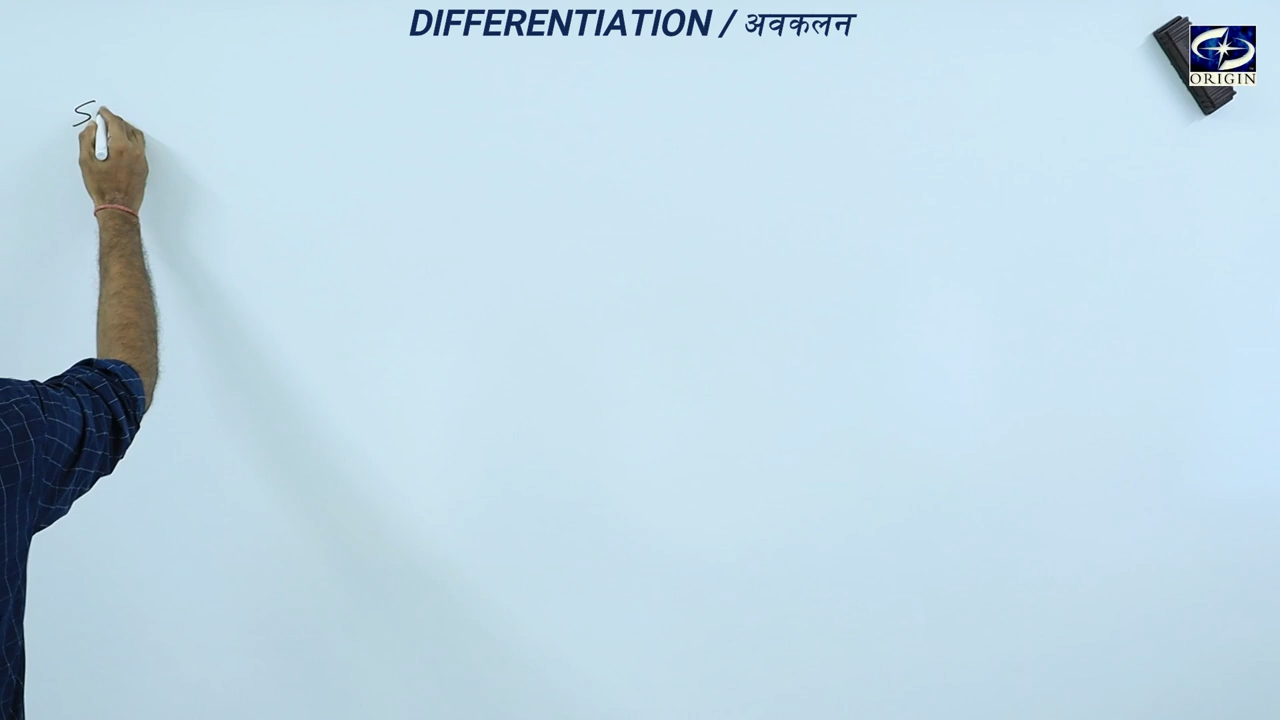 DIFFERENTIATION / अवकलन
ORIGIN
S